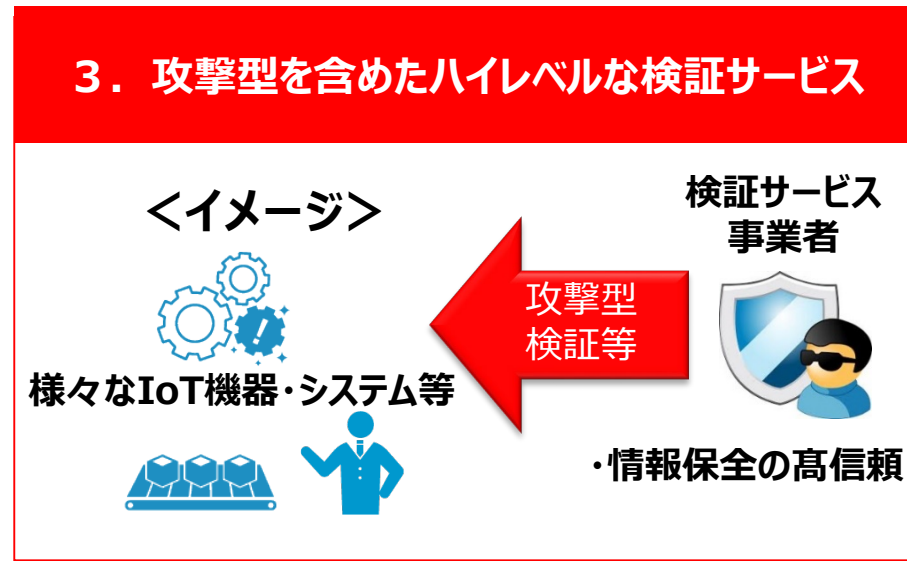 ３．攻撃型を含めたハイレベルな検証サービス
＜イメージ＞
検証サービス
事業者
攻撃型
検証等
様々なIoT機器･システム等
･情報保全の髙信頼